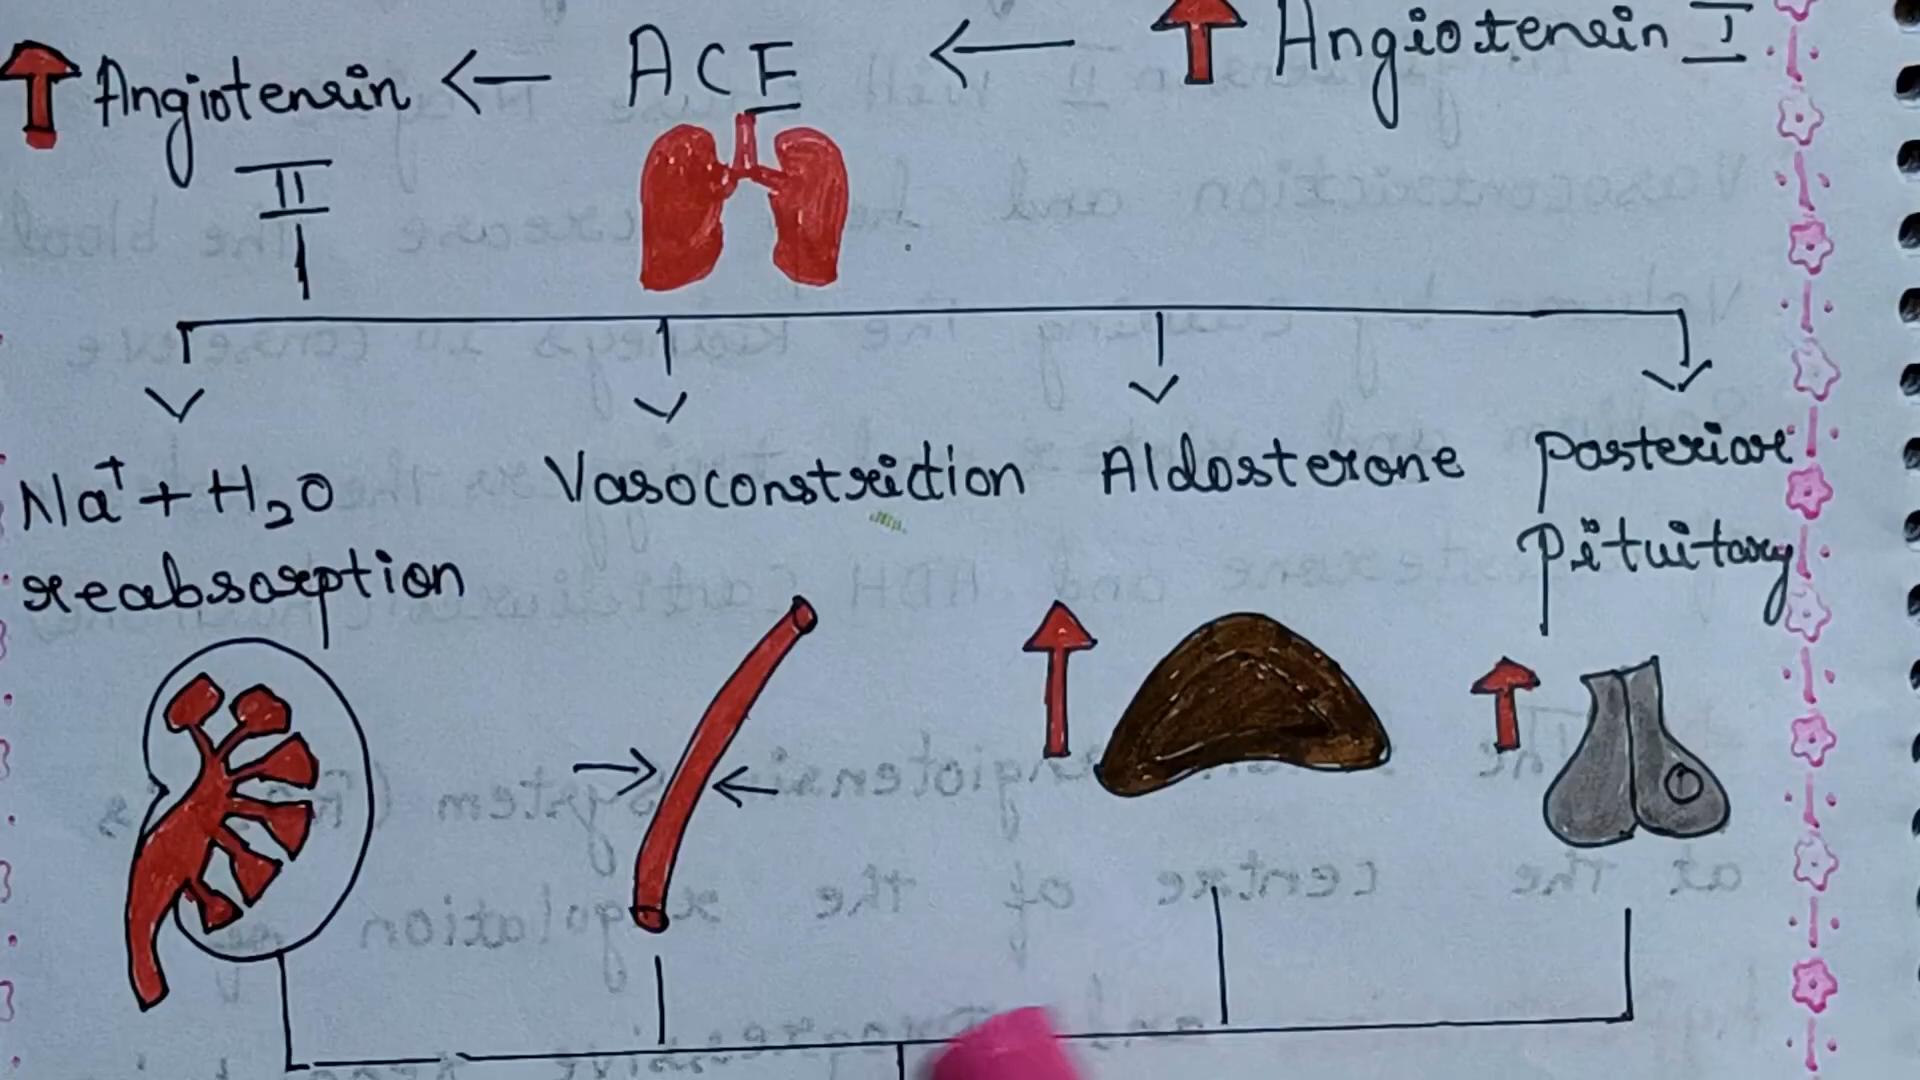 Angiotensin ← ACE ← Angiotensin I
II
Na⁺ + H₂O
reabsorption
Vasoconstriction
Aldosterone
Posterior
Pituitary